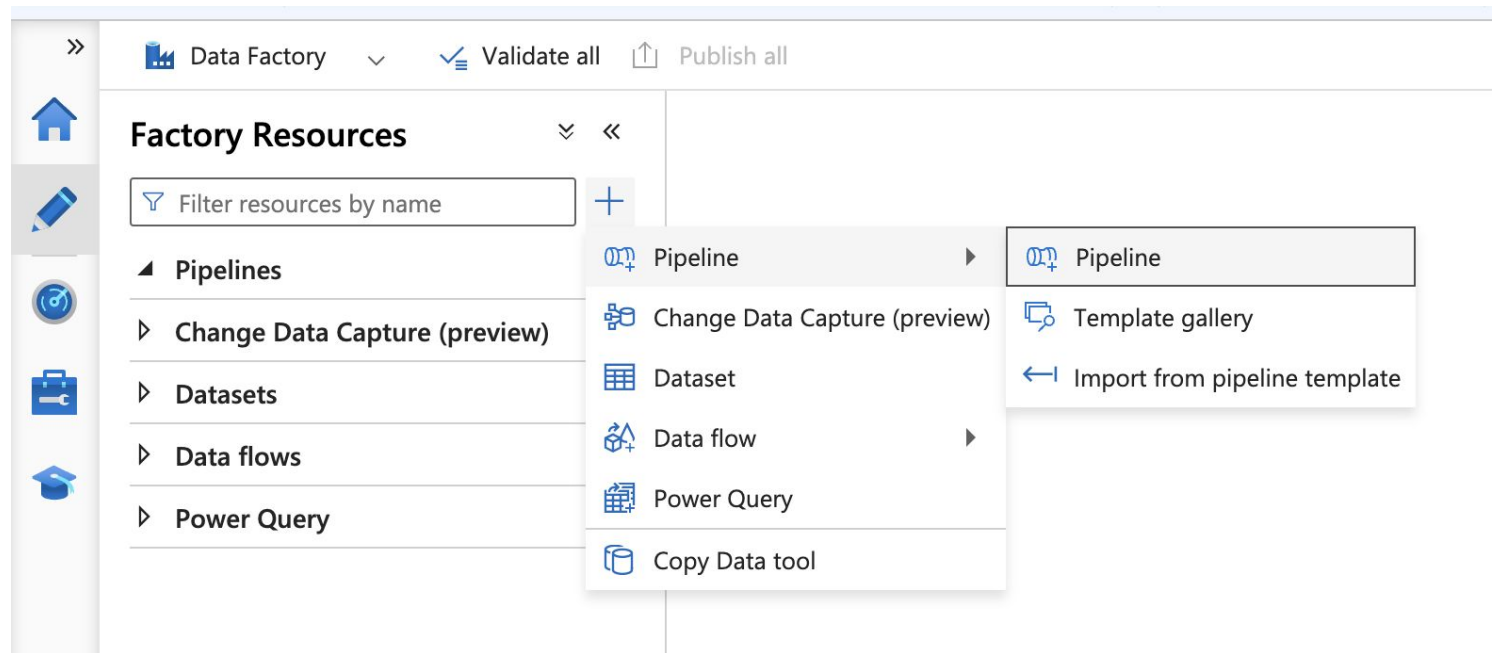 Data Factory
Validate all
Publish all
Factory Resources
Filter resources by name
Pipelines
Change Data Capture (preview)
Datasets
Data flows
Power Query
Pipeline
Change Data Capture (preview)
Dataset
Data flow
Power Query
Copy Data tool
Pipeline
Template gallery
Import from pipeline template